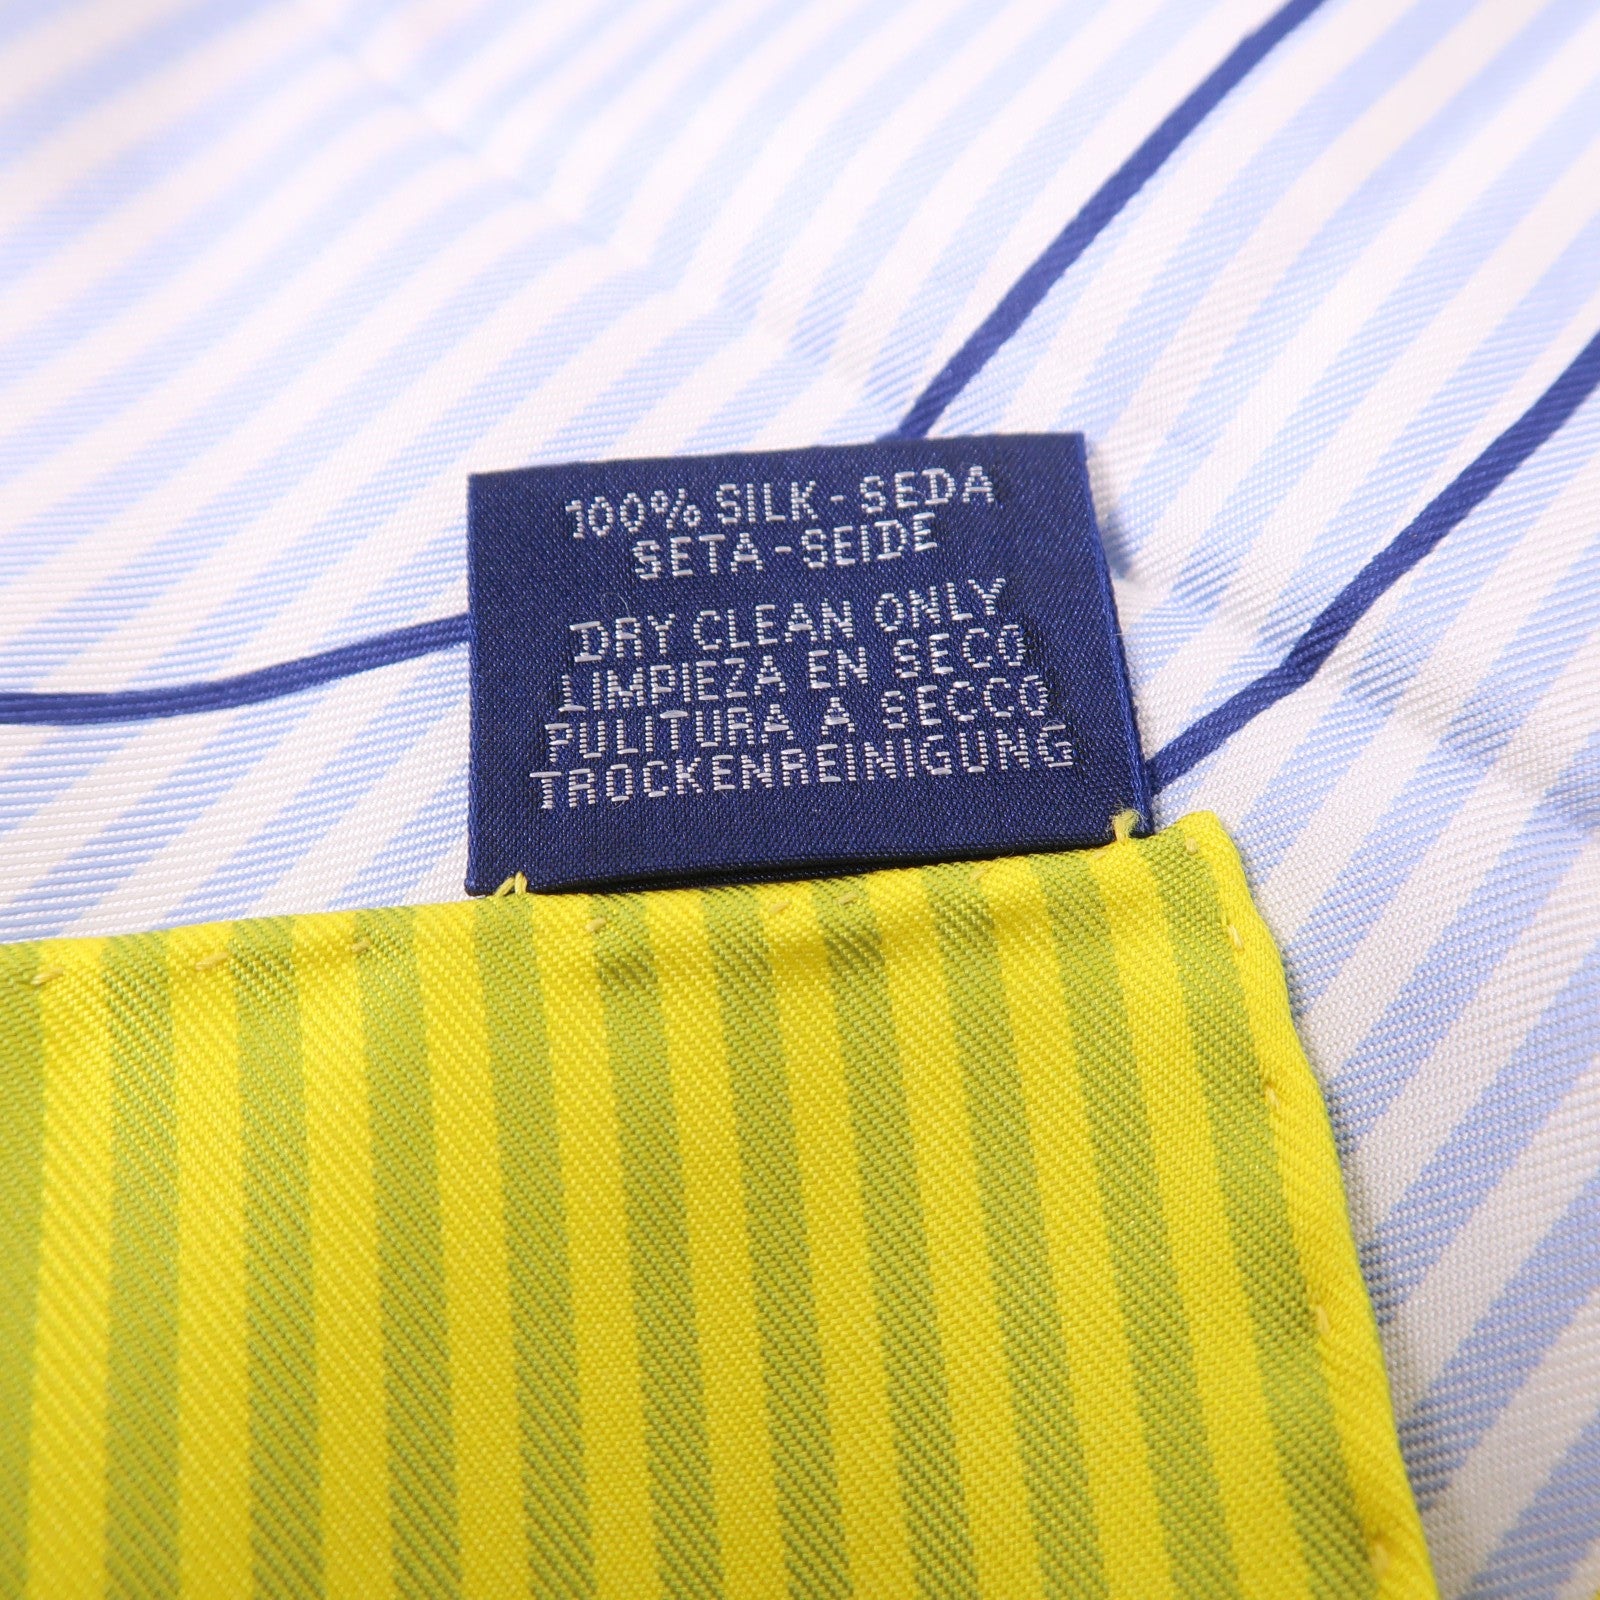 100% SILK-SEDA
SETA-SEIDE
DRY CLEAN ONLY
LIMPIEZA EN SECO
PULITURA A SECCO
TROCKENREINIGUNG